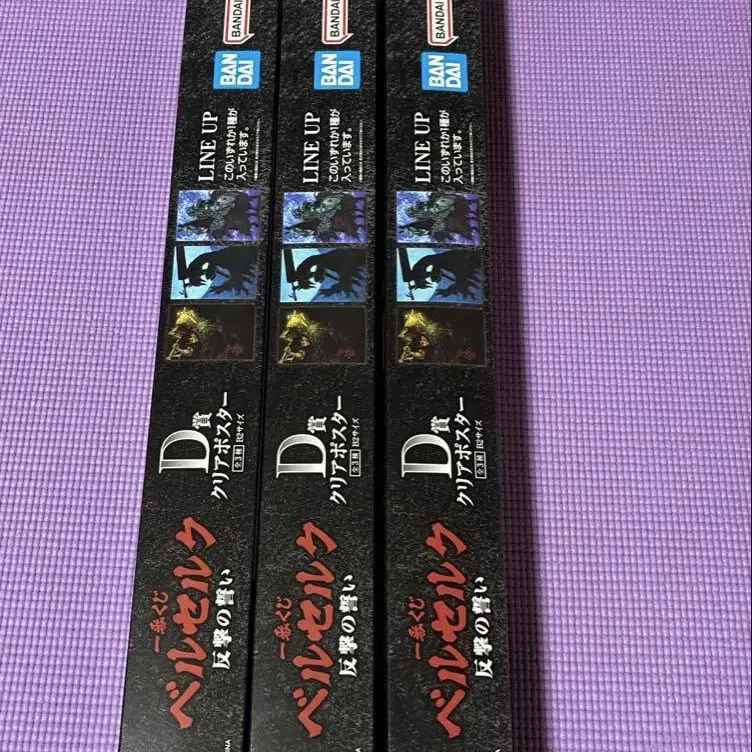 BANDAI
BAN
DAI
LINE UP
このいずれか1種が
入っています。
D賞
クリアポスター
全3種 B2サイズ
一番くじ
ベルセルク
反撃の誓い
BANDAI
BAN
DAI
LINE UP
このいずれか1種が
入っています。
D賞
クリアポスター
全3種 B2サイズ
一番くじ
ベルセルク
反撃の誓い
BANDAI
BAN
DAI
LINE UP
このいずれか1種が
入っています。
D賞
クリアポスター
全3種 B2サイズ
一番くじ
ベルセルク
反撃の誓い